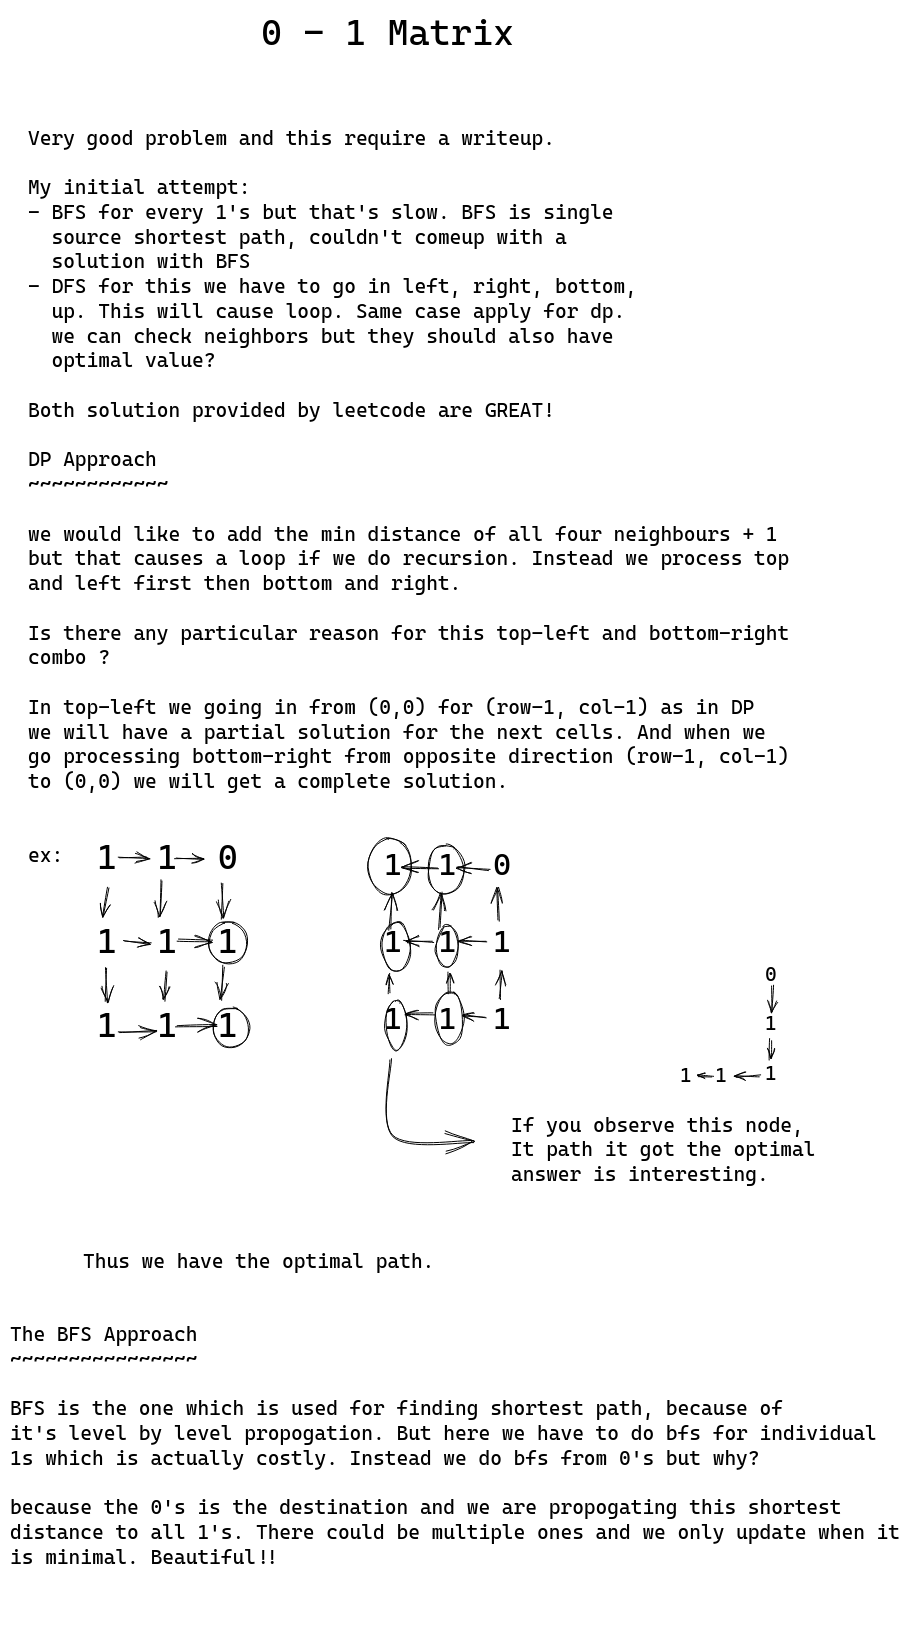 0 - 1 Matrix
Very good problem and this require a writeup.
My initial attempt:
- BFS for every 1's but that's slow. BFS is single
source shortest path, couldn't comeup with a
solution with BFS
- DFS for this we have to go in left, right, bottom,
up. This will cause loop. Same case apply for dp.
we can check neighbors but they should also have
optimal value?
Both solution provided by leetcode are GREAT!
DP Approach
~~~~~~~~~~~~
we would like to add the min distance of all four neighbours + 1
but that causes a loop if we do recursion. Instead we process top
and left first then bottom and right.
Is there any particular reason for this top-left and bottom-right
combo ?
In top-left we going in from (0,0) for (row-1, col-1) as in DP
we will have a partial solution for the next cells. And when we
go processing bottom-right from opposite direction (row-1, col-1)
to (0,0) we will get a complete solution.
ex:
1 1 0
1 1 1
1 1 1
1 1 0
1 1 1
1 1 1
0
1
1 1 1
If you observe this node,
It path it got the optimal
answer is interesting.
Thus we have the optimal path.
The BFS Approach
~~~~~~~~~~~~~~~~
BFS is the one which is used for finding shortest path, because of
it's level by level propogation. But here we have to do bfs for individual
1s which is actually costly. Instead we do bfs from 0's but why?
because the 0's is the destination and we are propogating this shortest
distance to all 1's. There could be multiple ones and we only update when it
is minimal. Beautiful!!